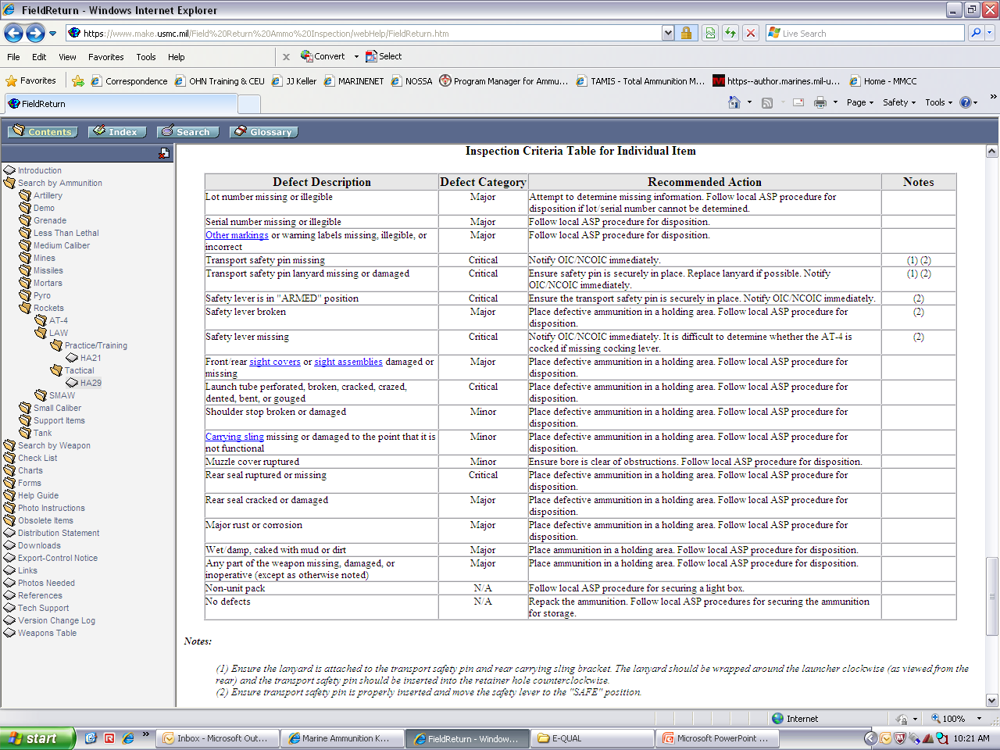 FieldReturn - Windows Internet Explorer
https://www.make.usmc.mil/Field%20Return%20Ammo%20Inspection/webHelp/FieldReturn.htm
Live Search
File Edit View Favorites Tools Help
x Convert Select
Favorites Correspondence OHN Training & CEU JJ Keller MARINENET NOSSA Program Manager for Ammu... TAMIS - Total Ammunition M... https--author.marines.mil-u... Home - MMCC
FieldReturn
Page Safety Tools
Contents Index Search Glossary
Introduction
Search by Ammunition
Artillery
Demo
Grenade
Less Than Lethal
Medium Caliber
Mines
Missiles
Mortars
Pyro
Rockets
AT-4
LAW
Practice/Training
HA21
Tactical
HA29
SMAW
Small Caliber
Support Items
Tank
Search by Weapon
Check List
Charts
Forms
Help Guide
Photo Instructions
Obsolete Items
Distribution Statement
Downloads
Export-Control Notice
Links
Photos Needed
References
Tech Support
Version Change Log
Weapons Table
Inspection Criteria Table for Individual Item
Defect Description Defect Category Recommended Action Notes
Lot number missing or illegible Major Attempt to determine missing information. Follow local ASP procedure for
disposition if lot/serial number cannot be determined.
Serial number missing or illegible Major Follow local ASP procedure for disposition.
Other markings or warning labels missing, illegible, or Major Follow local ASP procedure for disposition.
incorrect
Transport safety pin missing Critical Notify OIC/NCOIC immediately. (1) (2)
Transport safety pin lanyard missing or damaged Critical Ensure safety pin is securely in place. Replace lanyard if possible. Notify (1) (2)
OIC/NCOIC immediately.
Safety lever is in "ARMED" position Critical Ensure the transport safety pin is securely in place. Notify OIC/NCOIC immediately. (2)
Safety lever broken Major Place defective ammunition in a holding area. Follow local ASP procedure for (2)
disposition.
Safety lever missing Critical Notify OIC/NCOIC immediately. It is difficult to determine whether the AT-4 is (2)
cocked if missing cocking lever.
Front/rear sight covers or sight assemblies damaged or Major Place defective ammunition in a holding area. Follow local ASP procedure for
missing disposition.
Launch tube perforated, broken, cracked, crazed, Critical Place defective ammunition in a holding area. Follow local ASP procedure for
dented, bent, or gouged disposition.
Shoulder stop broken or damaged Minor Place defective ammunition in a holding area. Follow local ASP procedure for
disposition.
Carrying sling missing or damaged to the point that it is Minor Place defective ammunition in a holding area. Follow local ASP procedure for
not functional disposition.
Muzzle cover ruptured Minor Ensure bore is clear of obstructions. Follow local ASP procedure for disposition.
Rear seal ruptured or missing Critical Place defective ammunition in a holding area. Follow local ASP procedure for
disposition.
Rear seal cracked or damaged Major Place defective ammunition in a holding area. Follow local ASP procedure for
disposition.
Major rust or corrosion Major Place defective ammunition in a holding area. Follow local ASP procedure for
disposition.
Wet/damp, caked with mud or dirt Major Place ammunition in a holding area. Follow local ASP procedure for disposition.
Any part of the weapon missing, damaged, or Major Place ammunition in a holding area. Follow local ASP procedure for disposition.
inoperative (except as otherwise noted)
Non-unit pack N/A Follow local ASP procedure for securing a light box.
No defects N/A Repack the ammunition. Follow local ASP procedures for securing the ammunition
for storage.
Notes:
(1) Ensure the lanyard is attached to the transport safety pin and rear carrying sling bracket. The lanyard should be wrapped around the launcher clockwise (as viewed from the
rear) and the transport safety pin should be inserted into the retainer hole counterclockwise.
(2) Ensure transport safety pin is properly inserted and move the safety lever to the "SAFE" position.
Internet 100%
start Inbox - Microsoft Out... Marine Ammunition K... FieldReturn - Window... E-QUAL Microsoft PowerPoint ... 10:21 AM